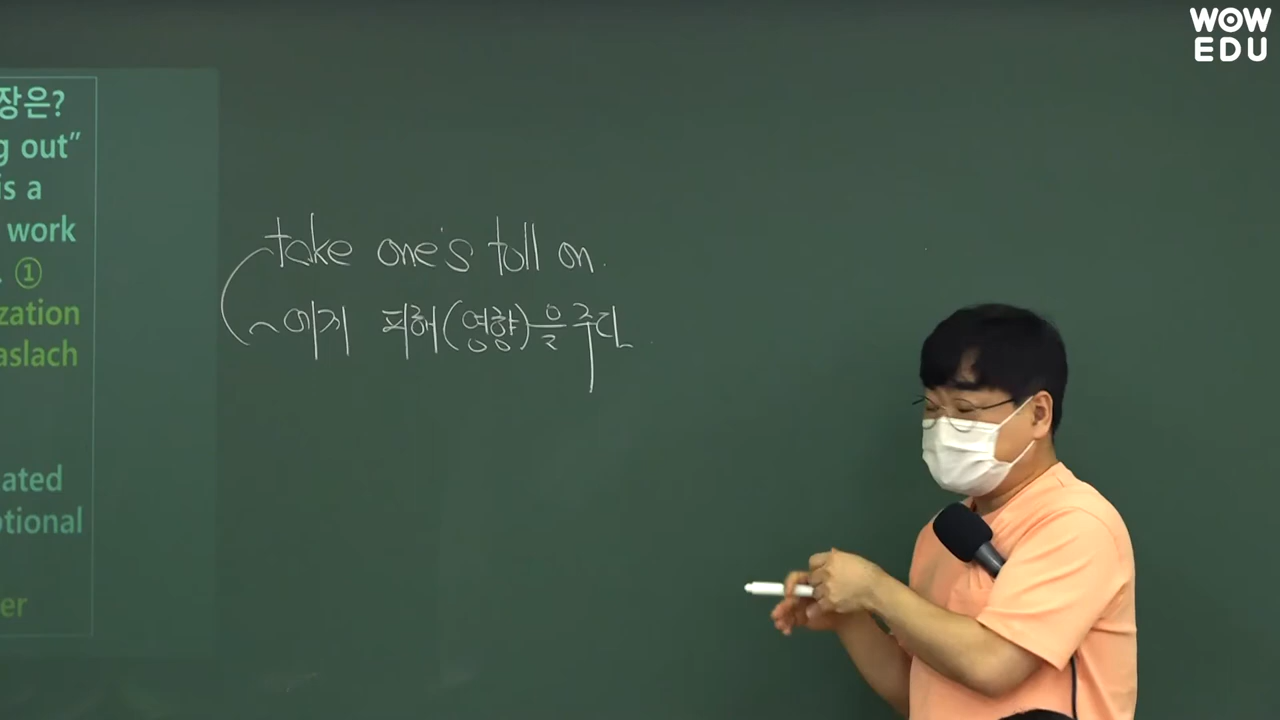 WOW
EDU
장은?
g out”
is a
work
. ①
zation
aslach
ated
otional
er
take one's toll on.
~에게 피해(영향)을 주다